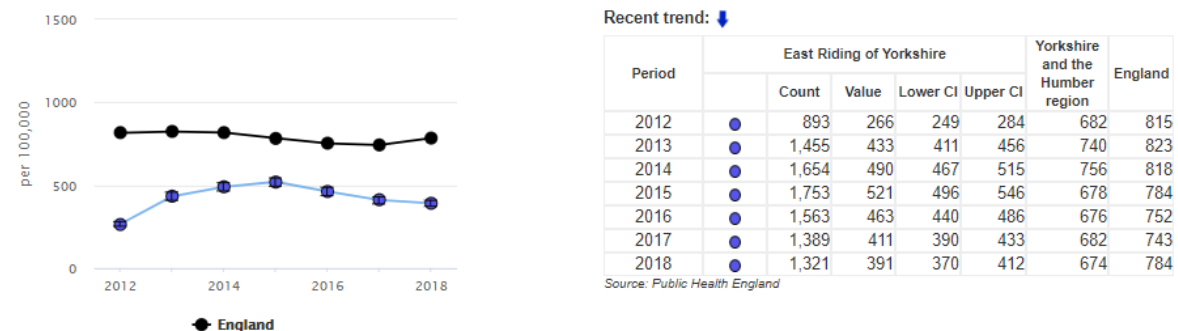 1500
1000
500
0
per 100,000
2012 2014 2016 2018
England
Recent trend:
Period East Riding of Yorkshire Yorkshire and the Humber region England
Count Value Lower CI Upper CI
2012 893 266 249 284 682 815
2013 1,455 433 411 456 740 823
2014 1,654 490 467 515 756 818
2015 1,753 521 496 546 678 784
2016 1,563 463 440 486 676 752
2017 1,389 411 390 433 682 743
2018 1,321 391 370 412 674 784
Source: Public Health England